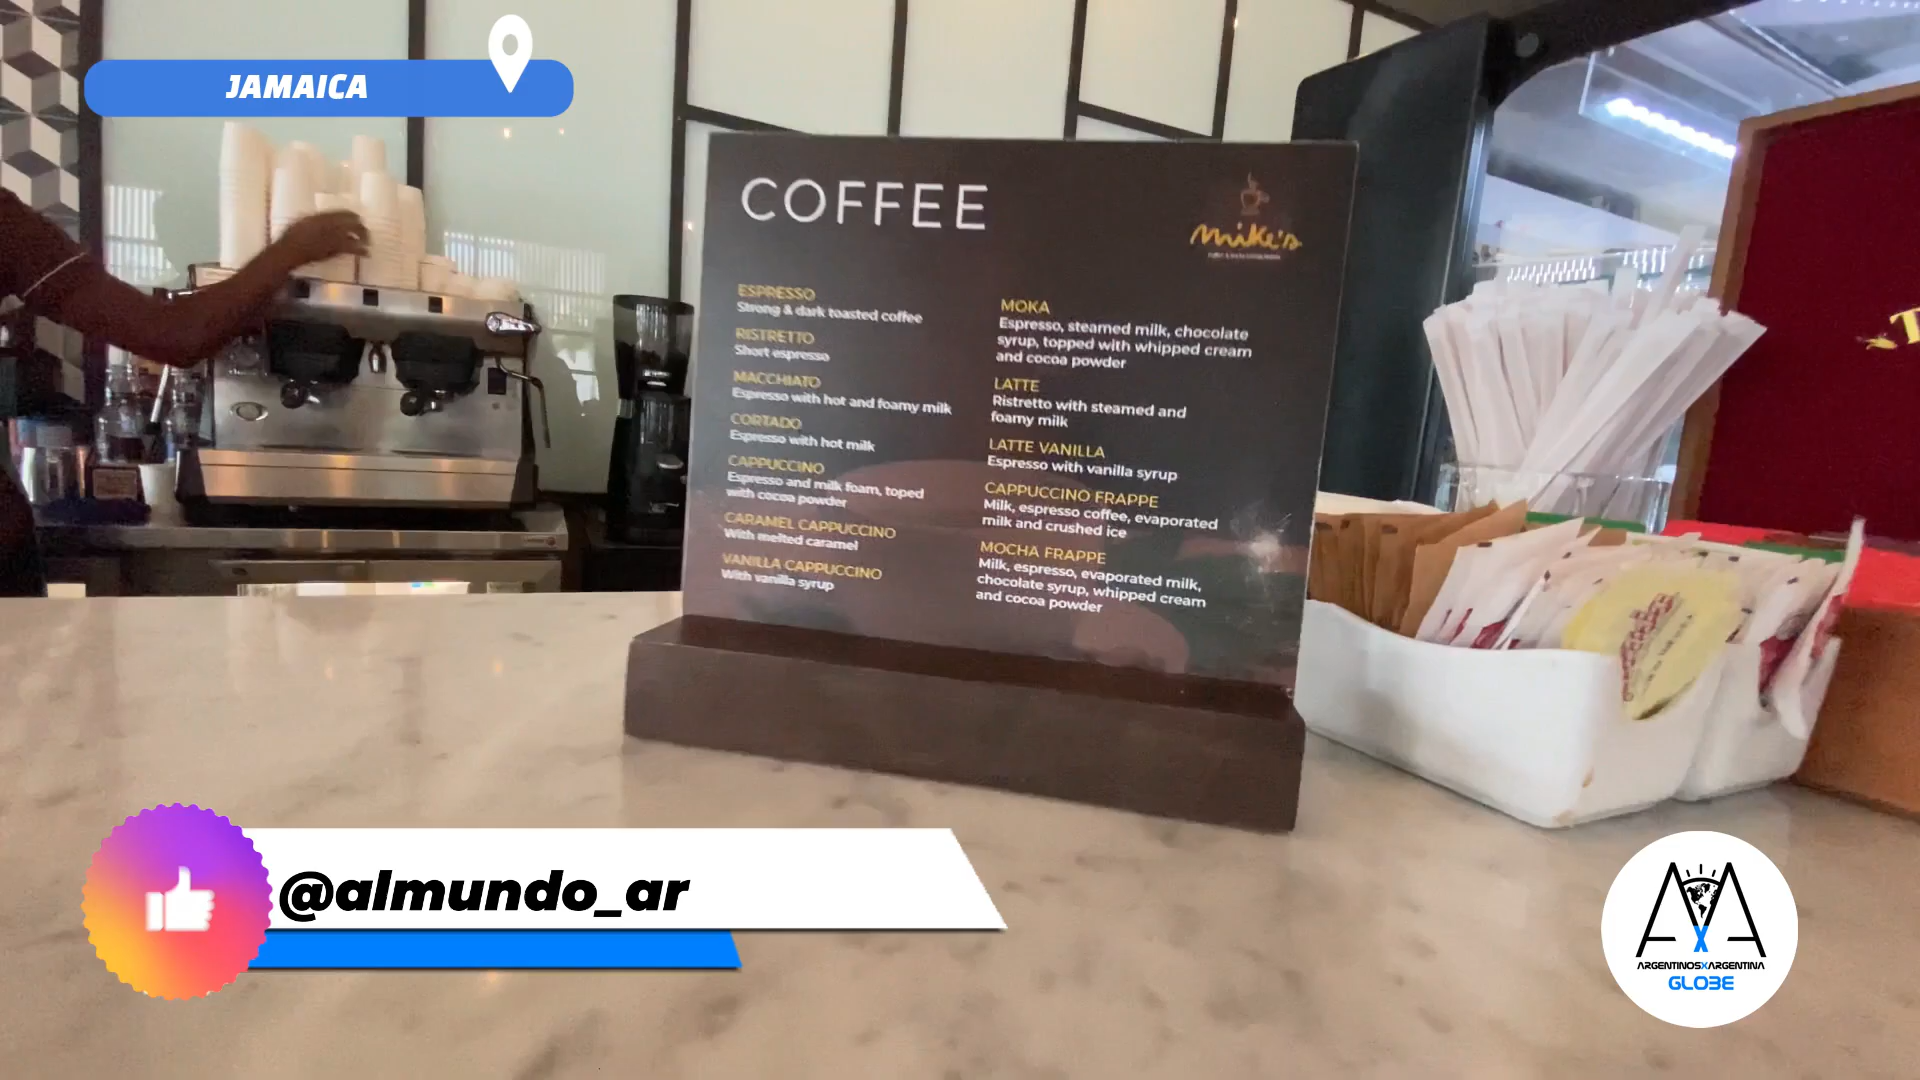 JAMAICA
COFFEE
mike's
ESPRESSO
Strong & dark toasted coffee
RISTRETTO
Short espresso
MACCHIATO
Espresso with hot and foamy milk
CORTADO
Espresso with hot milk
CAPPUCCINO
Espresso and milk foam, toped
with cocoa powder
CARAMEL CAPPUCCINO
With melted caramel
VANILLA CAPPUCCINO
With vanilla syrup
MOKA
Espresso, steamed milk, chocolate
syrup, topped with whipped cream
and cocoa powder
LATTE
Ristretto with steamed and
foamy milk
LATTE VANILLA
Espresso with vanilla syrup
CAPPUCCINO FRAPPE
Milk, espresso coffee, evaporated
milk and crushed ice
MOCHA FRAPPE
Milk, espresso, evaporated milk,
chocolate syrup, whipped cream
and cocoa powder
@almundo_ar
AXA
ARGENTINOSXARGENTINA
GLOBE